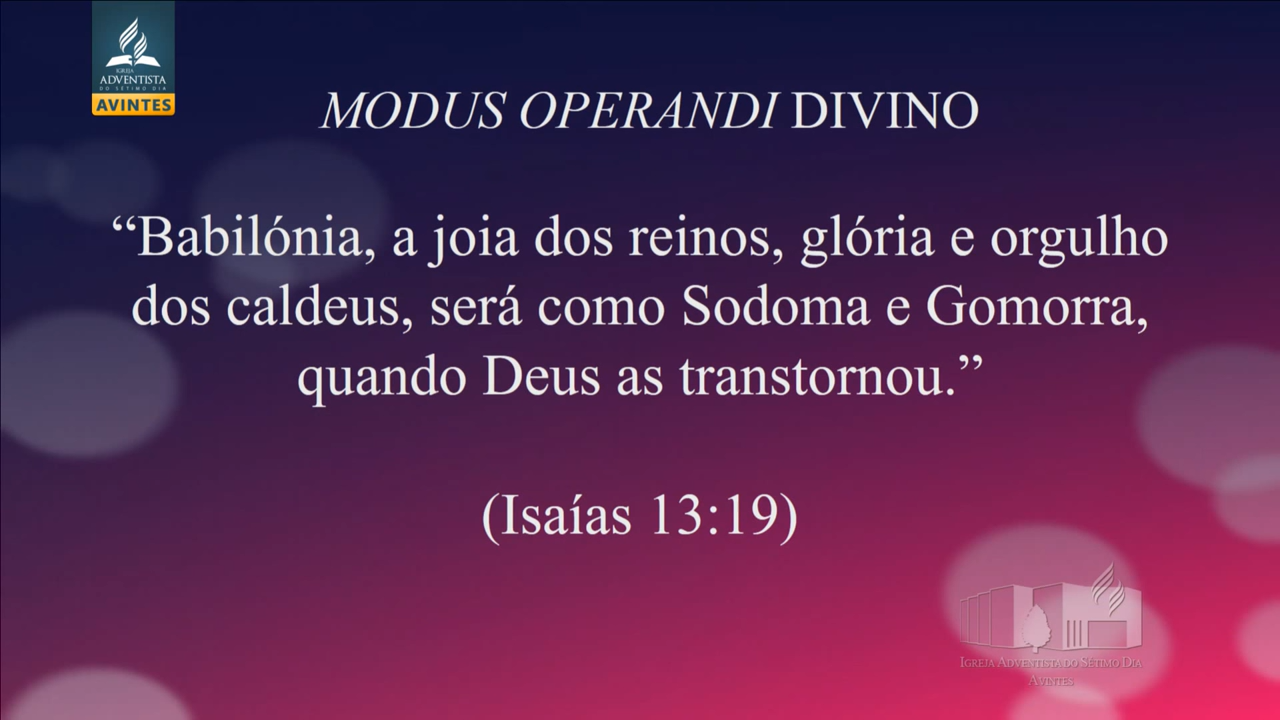 IGREJA
ADVENTISTA
DO SÉTIMO DIA
AVINTES
MODUS OPERANDI DIVINO
“Babilónia, a joia dos reinos, glória e orgulho
dos caldeus, será como Sodoma e Gomorra,
quando Deus as transtornou.”
(Isaías 13:19)
IGREJA ADVENTISTA DO SÉTIMO DIA
AVINTES